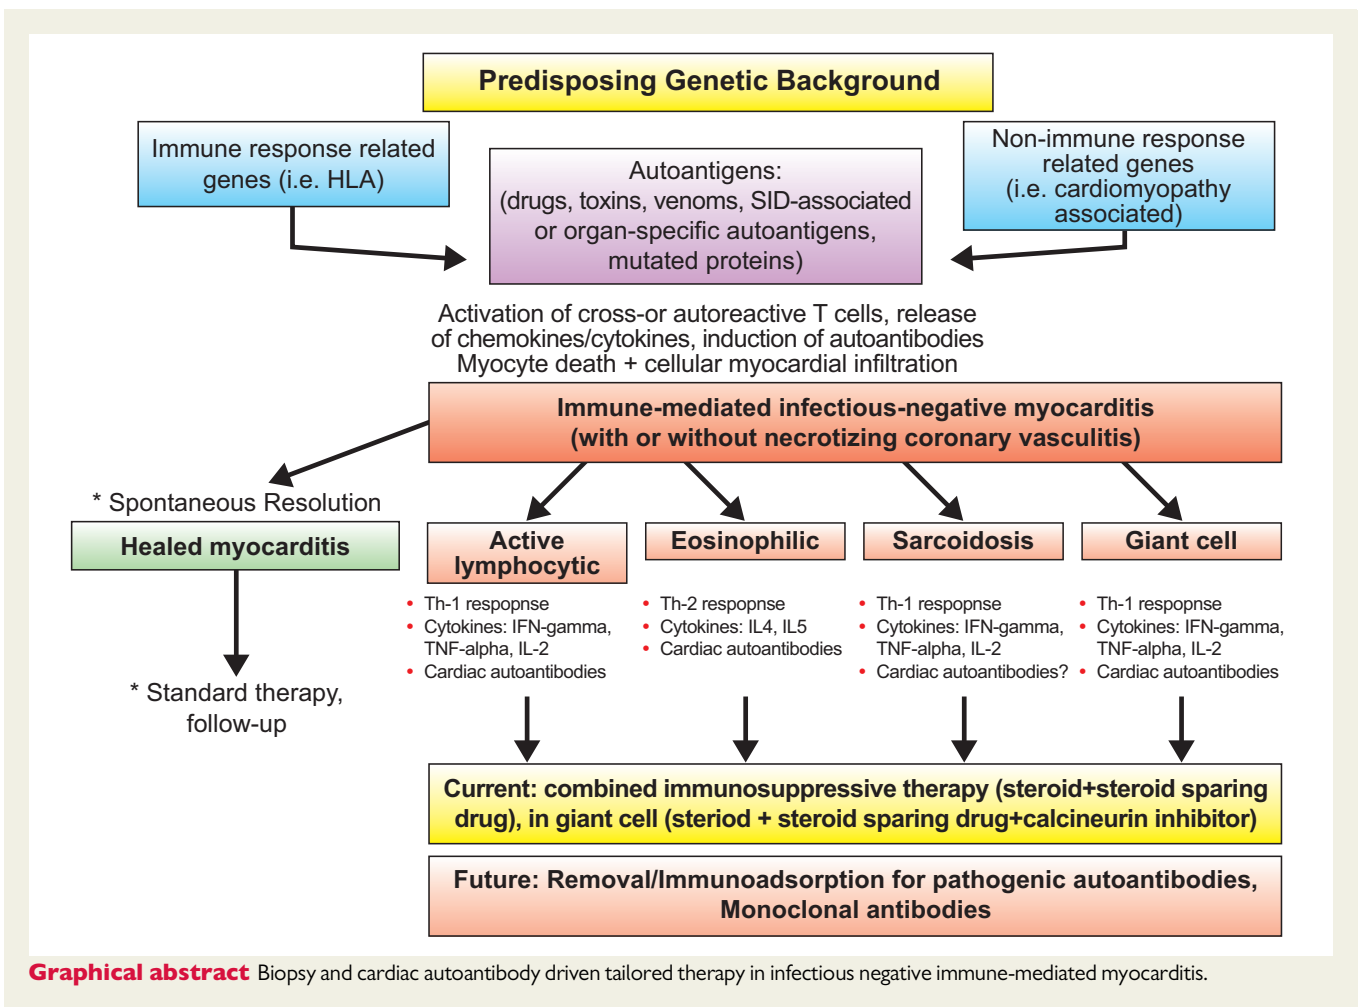 Predisposing Genetic Background
Immune response related
genes (i.e. HLA)
Autoantigens:
(drugs, toxins, venoms, SID-associated
or organ-specific autoantigens,
mutated proteins)
Non-immune response
related genes
(i.e. cardiomyopathy
associated)
Activation of cross-or autoreactive T cells, release
of chemokines/cytokines, induction of autoantibodies
Myocyte death + cellular myocardial infiltration
Immune-mediated infectious-negative myocarditis
(with or without necrotizing coronary vasculitis)
* Spontaneous Resolution
Healed myocarditis
* Standard therapy,
follow-up
Active
lymphocytic
• Th-1 respopnse
• Cytokines: IFN-gamma,
TNF-alpha, IL-2
• Cardiac autoantibodies
Eosinophilic
• Th-2 respopnse
• Cytokines: IL4, IL5
• Cardiac autoantibodies
Sarcoidosis
• Th-1 respopnse
• Cytokines: IFN-gamma,
TNF-alpha, IL-2
• Cardiac autoantibodies?
Giant cell
• Th-1 respopnse
• Cytokines: IFN-gamma,
TNF-alpha, IL-2
• Cardiac autoantibodies
Current: combined immunosuppressive therapy (steroid+steroid sparing
drug), in giant cell (steriod + steroid sparing drug+calcineurin inhibitor)
Future: Removal/Immunoadsorption for pathogenic autoantibodies,
Monoclonal antibodies
Graphical abstract Biopsy and cardiac autoantibody driven tailored therapy in infectious negative immune-mediated myocarditis.